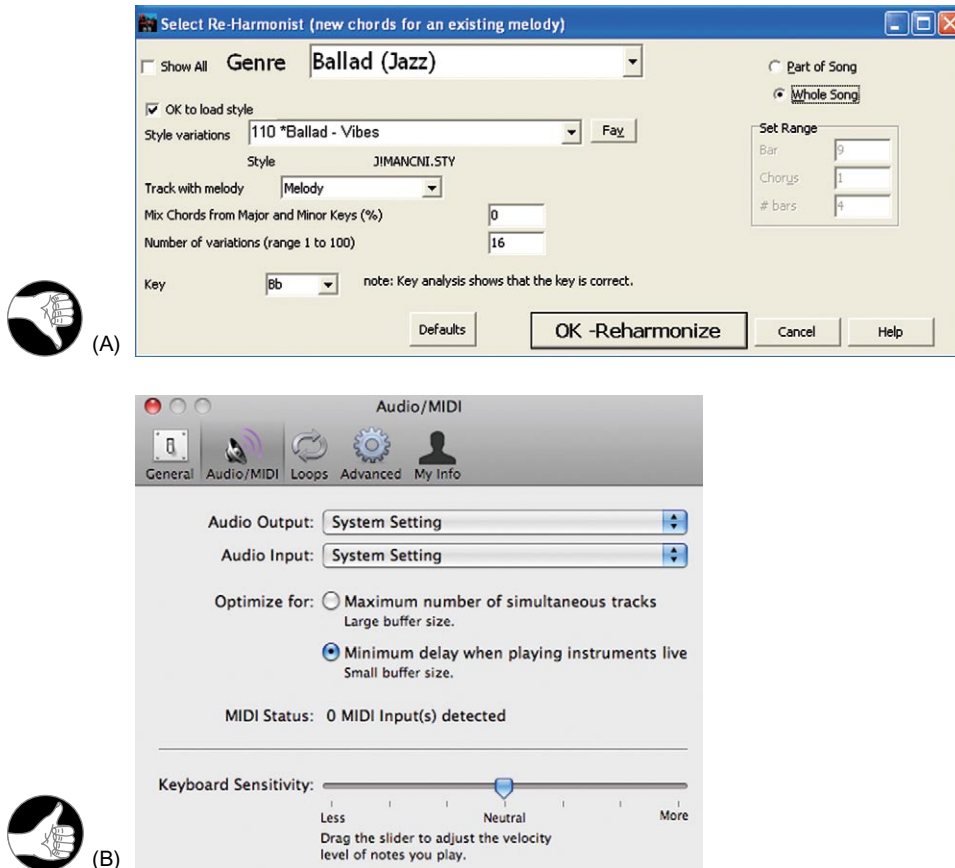 Select Re-Harmonist (new chords for an existing melody)
Show All Genre Ballad (Jazz)
Part of Song
Whole Song
OK to load style
Style variations 110 *Ballad - Vibes Fav
Set Range
Style J!MANCNI.STY
Bar 9
Track with melody Melody
Chorus 1
Mix Chords from Major and Minor Keys (%) 0
# bars 4
Number of variations (range 1 to 100) 16
Key Bb note: Key analysis shows that the key is correct.
Defaults OK -Reharmonize Cancel Help
(A)
Audio/MIDI
General Audio/MIDI Loops Advanced My Info
Audio Output: System Setting
Audio Input: System Setting
Optimize for: Maximum number of simultaneous tracks
Large buffer size.
Minimum delay when playing instruments live
Small buffer size.
MIDI Status: 0 MIDI Input(s) detected
Keyboard Sensitivity:
Less Neutral More
Drag the slider to adjust the velocity
level of notes you play.
(B)